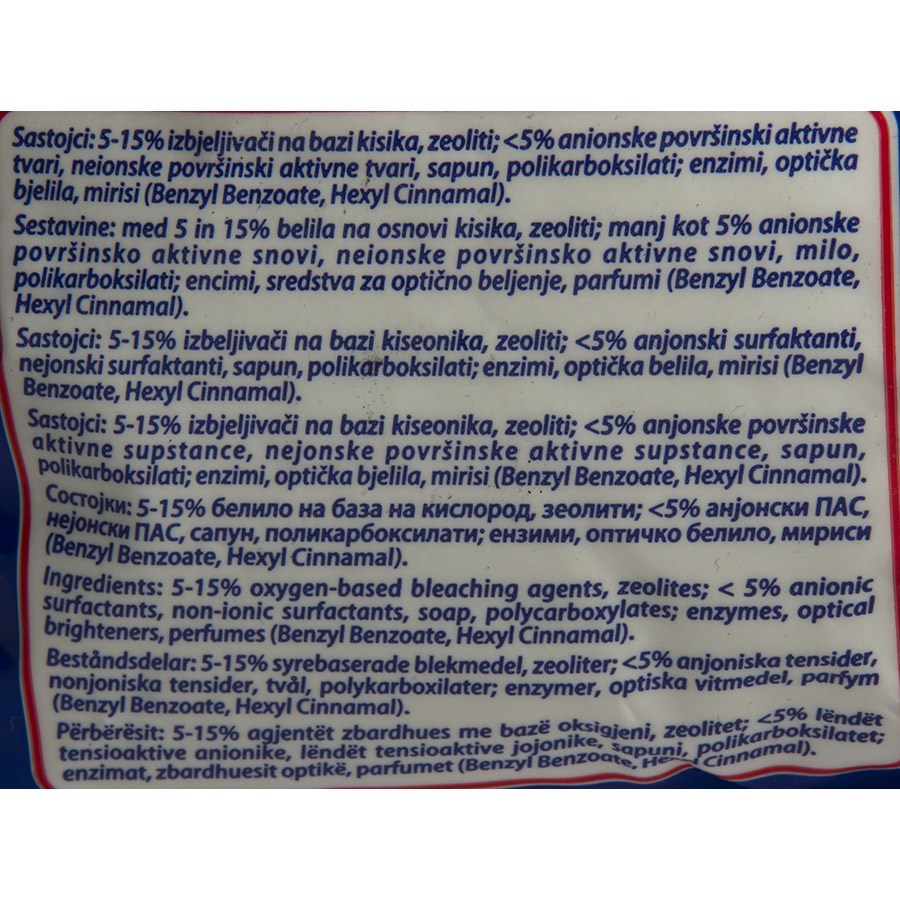 Sastojci: 5-15% izbjeljivači na bazi kisika, zeoliti; <5% anionske površinski aktivne
tvari, neionske površinski aktivne tvari, sapun, polikarboksilati; enzimi, optička
bjelila, mirisi (Benzyl Benzoate, Hexyl Cinnamal).
Sestavine: med 5 in 15% belila na osnovi kisika, zeoliti; manj kot 5% anionske
površinsko aktivne snovi, neionske površinsko aktivne snovi, milo,
polikarboksilati; encimi, sredstva za optično beljenje, parfumi (Benzyl Benzoate,
Hexyl Cinnamal).
Sastojci: 5-15% izbeljivači na bazi kiseonika, zeoliti; <5% anjonski surfaktanti,
nejonski surfaktanti, sapun, polikarboksilati; enzimi, optička belila, mirisi (Benzyl
Benzoate, Hexyl Cinnamal).
Sastojci: 5-15% izbjeljivači na bazi kiseonika, zeoliti; <5% anjonske površinske
aktivne supstance, nejonske površinske aktivne supstance, sapun,
polikarboksilati; enzimi, optička bjelila, mirisi (Benzyl Benzoate, Hexyl Cinnamal).
Состојки: 5-15% белило на база на кислород, зеолити; <5% анјонски ПАС,
нејонски ПАС, сапун, поликарбоксилати; ензими, оптичко белило, мириси
(Benzyl Benzoate, Hexyl Cinnamal).
Ingredients: 5-15% oxygen-based bleaching agents, zeolites; < 5% anionic
surfactants, non-ionic surfactants, soap, polycarboxylates; enzymes, optical
brighteners, perfumes (Benzyl Benzoate, Hexyl Cinnamal).
Beståndsdelar: 5-15% syrebaserade blekmedel, zeoliter; <5% anjoniska tensider,
nonjoniska tensider, tvål, polykarboxilater; enzymer, optiska vitmedel, parfym
(Benzyl Benzoate, Hexyl Cinnamal).
Përbërësit: 5-15% agjentët zbardhues me bazë oksigjeni, zeolitet; <5% lëndët
tensioaktive anionike, lëndët tensioaktive jojonike, sapuni, polikarboksilatet;
enzimat, zbardhuesit optikë, parfumet (Benzyl Benzoate, Cinnamal).